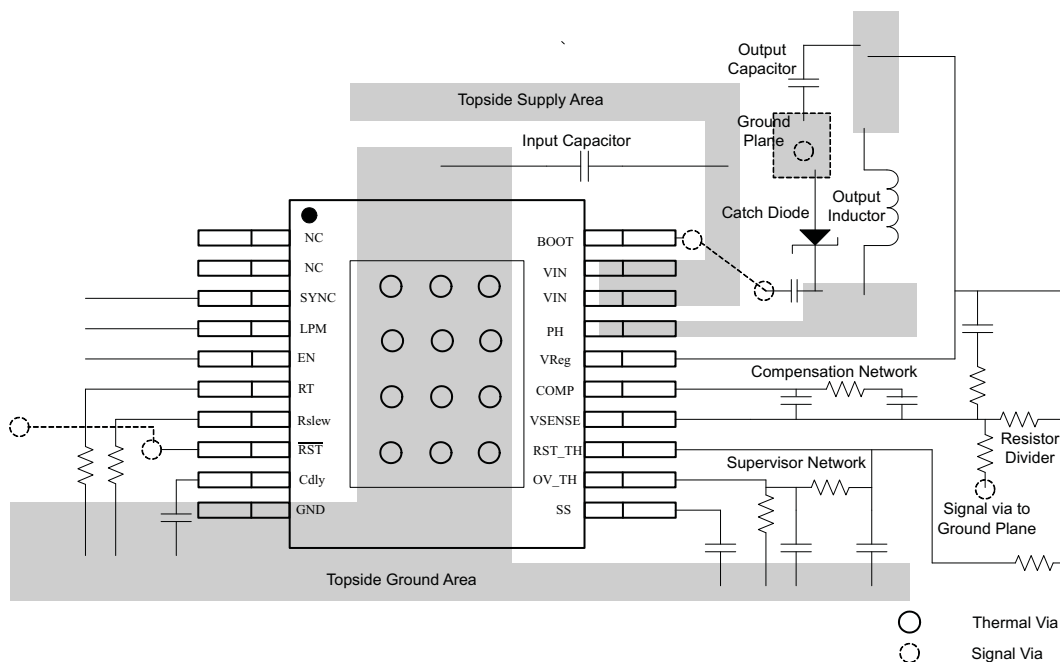 `
Output
Capacitor
Topside Supply Area
Ground
Plane
Input Capacitor
Output
Inductor
Catch Diode
NC
NC
SYNC
LPM
EN
RT
Rslew
RST
Cdly
GND
BOOT
VIN
VIN
PH
VReg
COMP
VSENSE
RST_TH
OV_TH
SS
Compensation Network
Resistor
Divider
Supervisor Network
Signal via to
Ground Plane
Topside Ground Area
Thermal Via
Signal Via